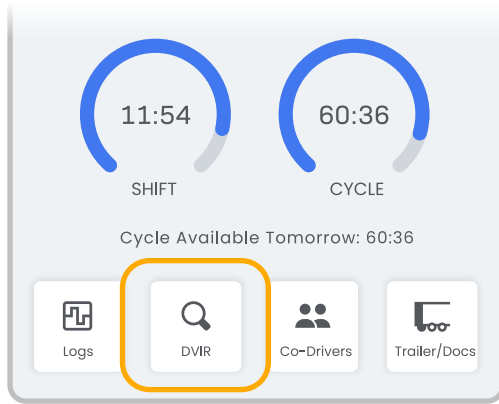 11:54 60:36
SHIFT CYCLE
Cycle Available Tomorrow: 60:36
Logs DVIR Co-Drivers Trailer/Docs